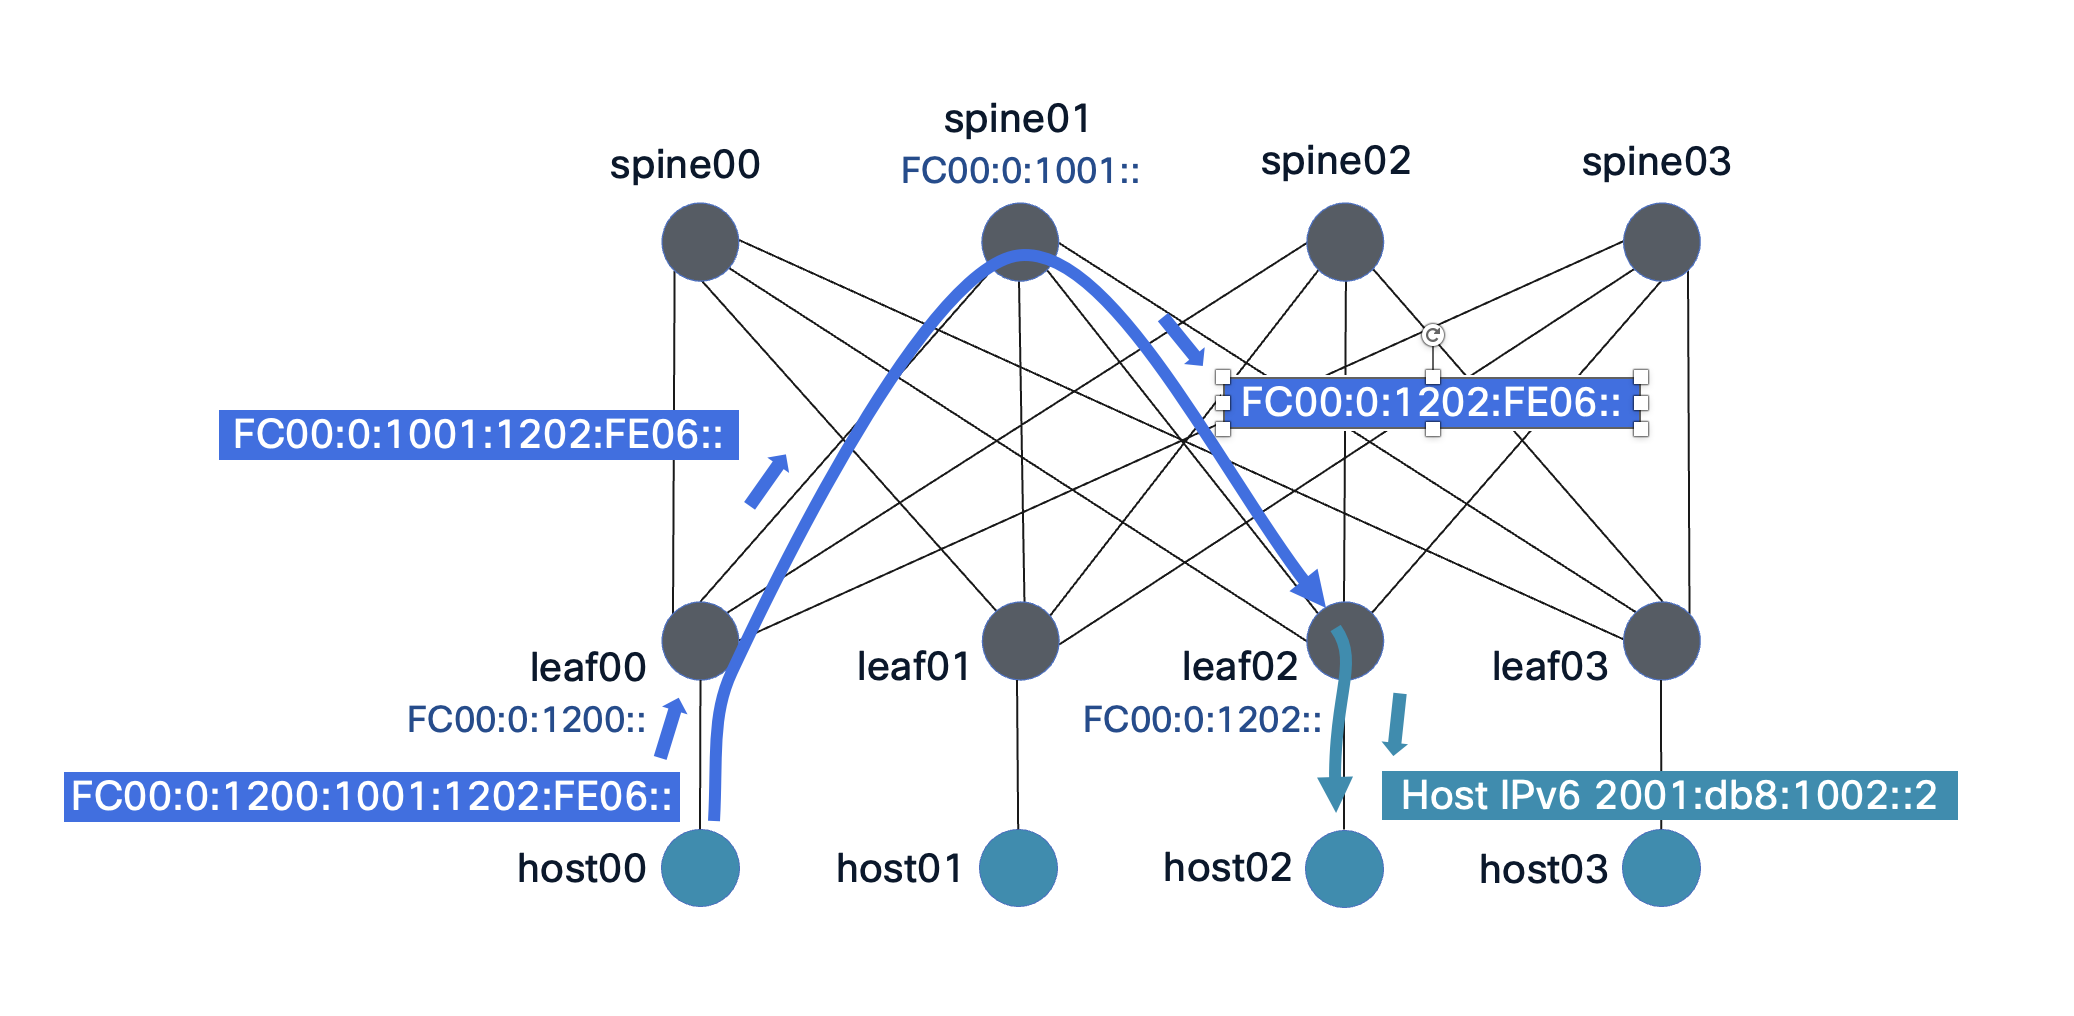 spine00
spine01
FC00:0:1001::
spine02
spine03
FC00:0:1202:FE06::
FC00:0:1001:1202:FE06::
leaf00
FC00:0:1200::
leaf01
leaf02
FC00:0:1202::
leaf03
FC00:0:1200:1001:1202:FE06::
Host IPv6 2001:db8:1002::2
host00
host01
host02
host03